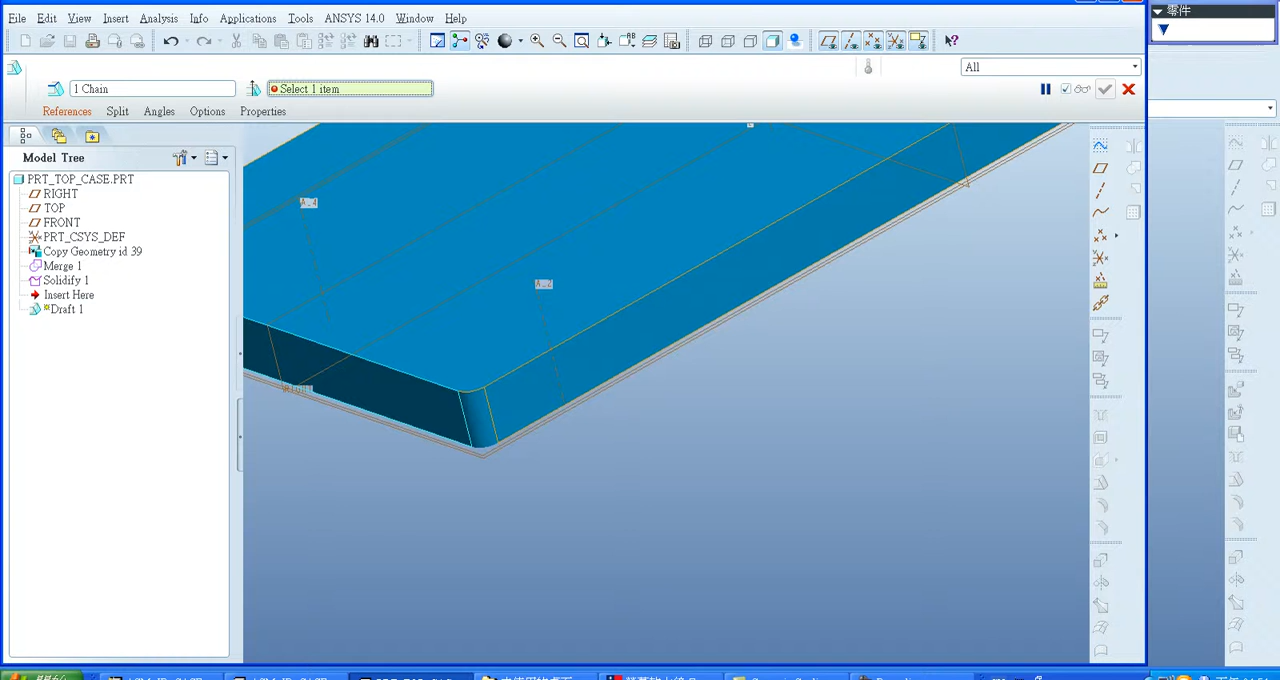 File Edit View Insert Analysis Info Applications Tools ANSYS 14.0 Window Help
零件
All
1 Chain
Select 1 item
References Split Angles Options Properties
Model Tree
PRT_TOP_CASE.PRT
RIGHT
TOP
FRONT
PRT_CSYS_DEF
Copy Geometry id 39
Merge 1
Solidify 1
Insert Here
Draft 1
A_4
A_2